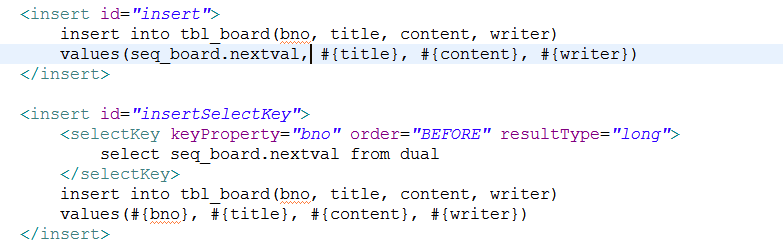 <insert id="insert">
    insert into tbl_board(bno, title, content, writer)
    values(seq_board.nextval, #{title}, #{content}, #{writer})
</insert>

<insert id="insertSelectKey">
    <selectKey keyProperty="bno" order="BEFORE" resultType="long">
        select seq_board.nextval from dual
    </selectKey>
    insert into tbl_board(bno, title, content, writer)
    values(#{bno}, #{title}, #{content}, #{writer})
</insert>